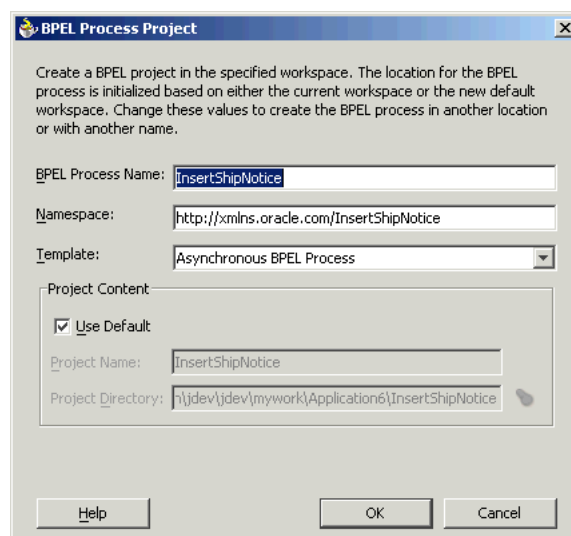 BPEL Process Project
Create a BPEL project in the specified workspace. The location for the BPEL
process is initialized based on either the current workspace or the new default
workspace. Change these values to create the BPEL process in another location
or with another name.
BPEL Process Name: InsertShipNotice
Namespace: http://xmlns.oracle.com/InsertShipNotice
Template: Asynchronous BPEL Process
Project Content
Use Default
Project Name: InsertShipNotice
Project Directory: n\jdev\jdev\mywork\Application6\InsertShipNotice
Help OK Cancel